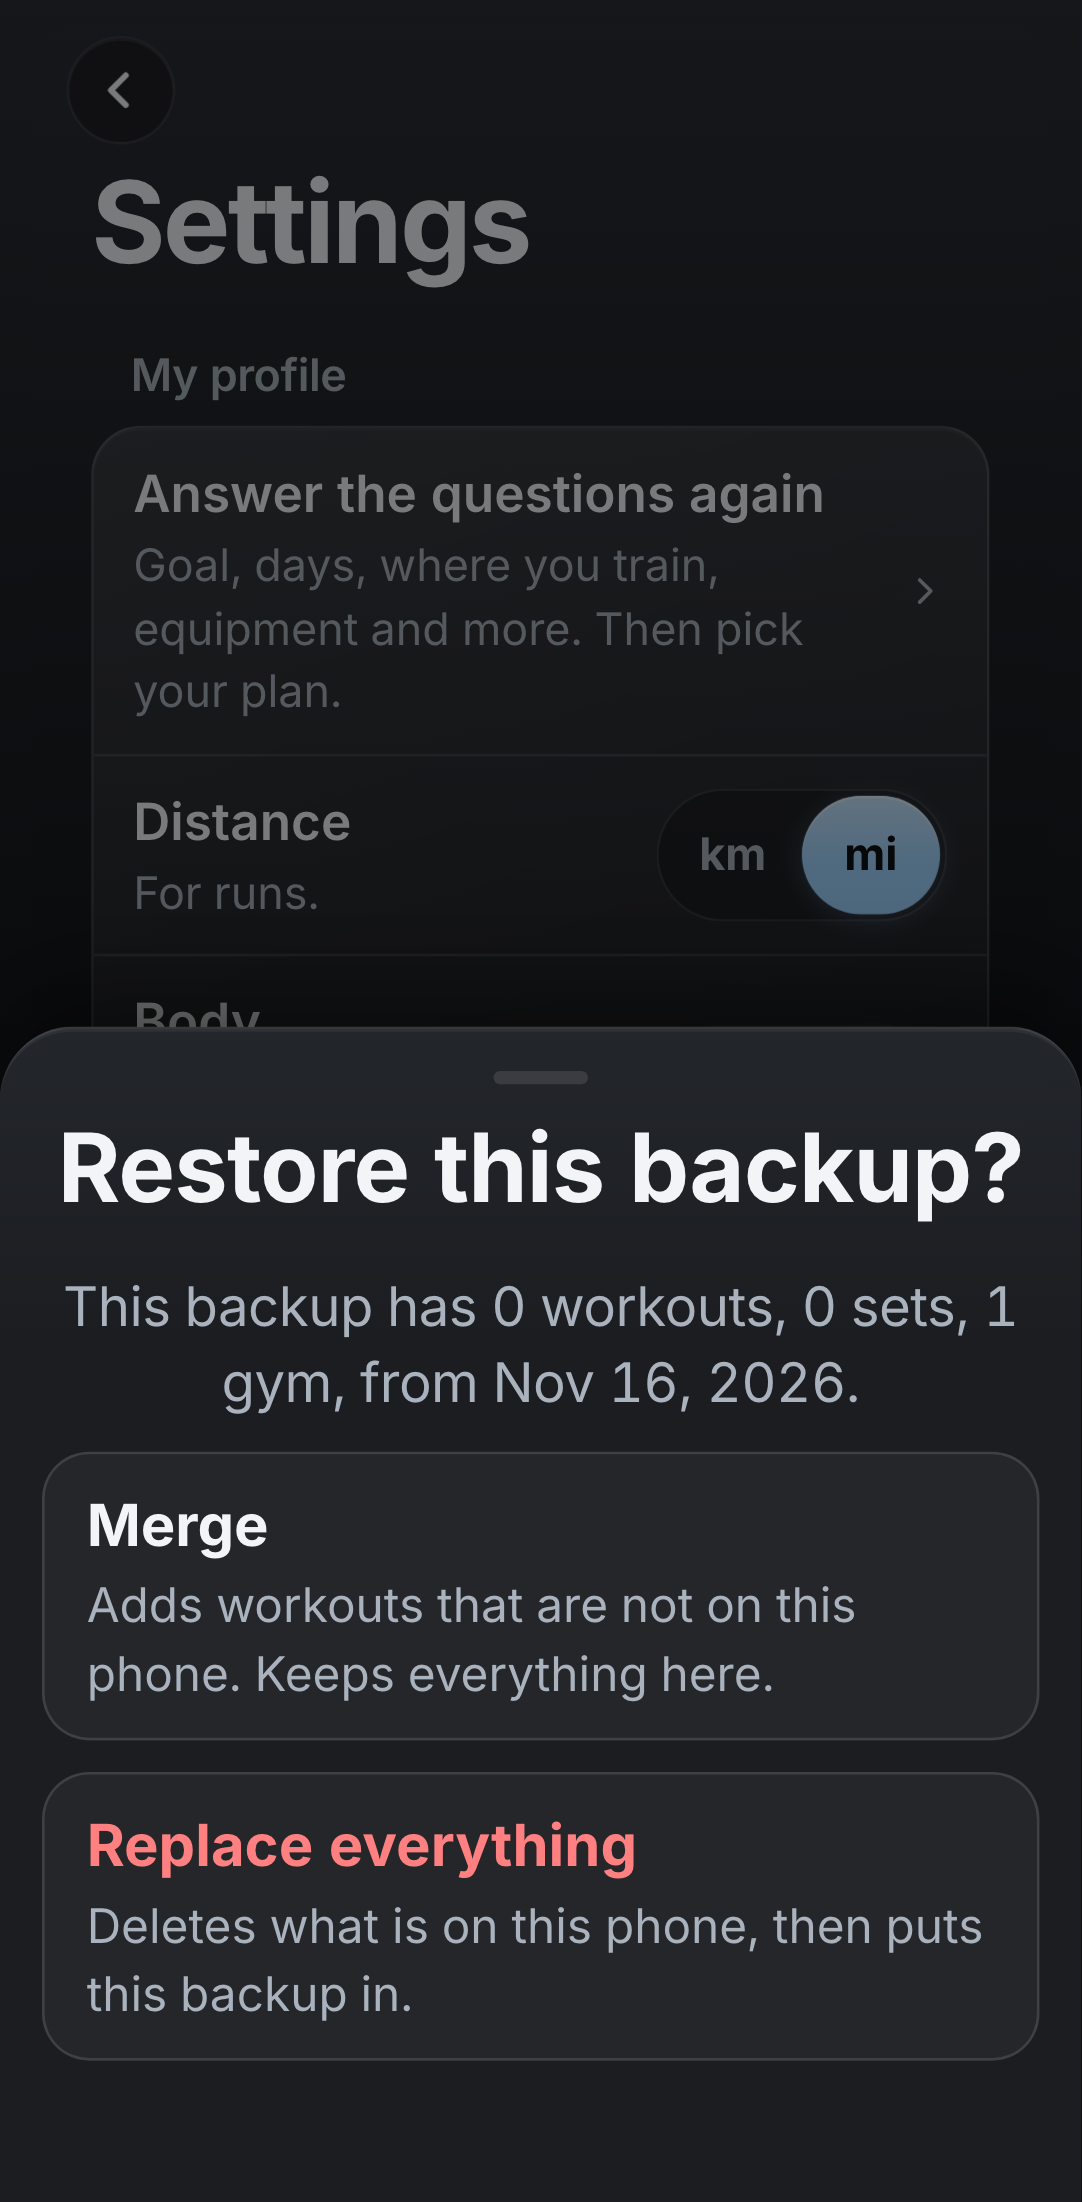 Settings
My profile
Answer the questions again
Goal, days, where you train,
equipment and more. Then pick
your plan.
Distance
For runs.
km
mi
Body
Restore this backup?
This backup has 0 workouts, 0 sets, 1
gym, from Nov 16, 2026.
Merge
Adds workouts that are not on this
phone. Keeps everything here.
Replace everything
Deletes what is on this phone, then puts
this backup in.